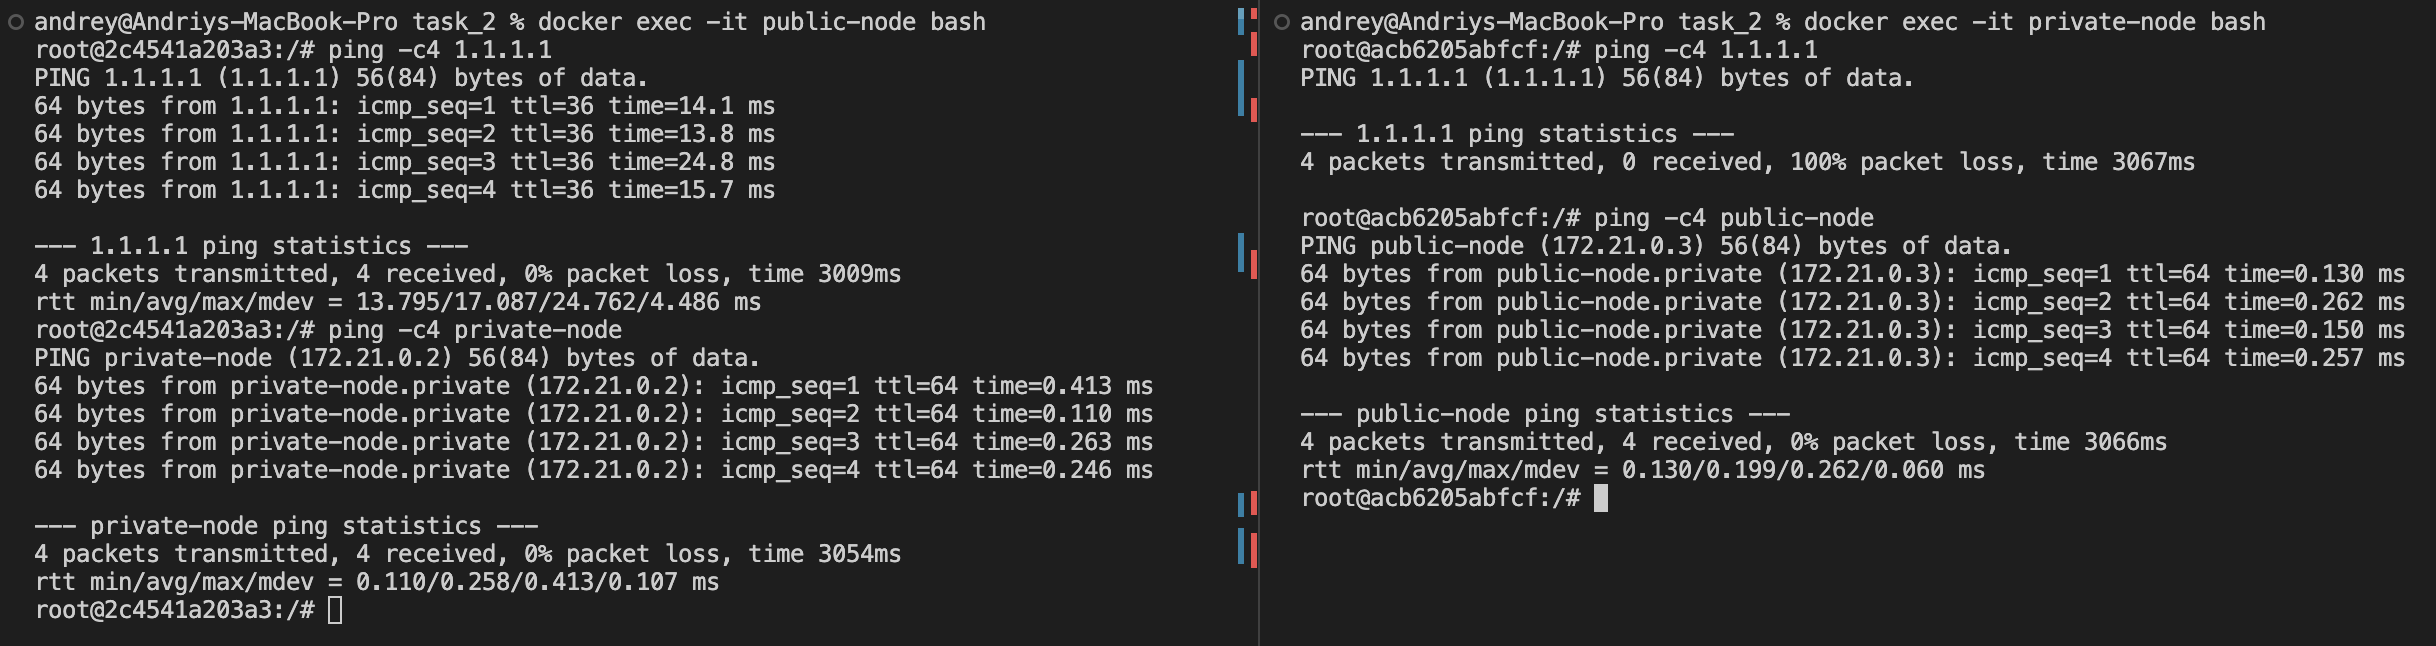 andrey@Andriys-MacBook-Pro task_2 % docker exec -it public-node bash
root@2c4541a203a3:/# ping -c4 1.1.1.1
PING 1.1.1.1 (1.1.1.1) 56(84) bytes of data.
64 bytes from 1.1.1.1: icmp_seq=1 ttl=36 time=14.1 ms
64 bytes from 1.1.1.1: icmp_seq=2 ttl=36 time=13.8 ms
64 bytes from 1.1.1.1: icmp_seq=3 ttl=36 time=24.8 ms
64 bytes from 1.1.1.1: icmp_seq=4 ttl=36 time=15.7 ms
--- 1.1.1.1 ping statistics ---
4 packets transmitted, 4 received, 0% packet loss, time 3009ms
rtt min/avg/max/mdev = 13.795/17.087/24.762/4.486 ms
root@2c4541a203a3:/# ping -c4 private-node
PING private-node (172.21.0.2) 56(84) bytes of data.
64 bytes from private-node.private (172.21.0.2): icmp_seq=1 ttl=64 time=0.413 ms
64 bytes from private-node.private (172.21.0.2): icmp_seq=2 ttl=64 time=0.110 ms
64 bytes from private-node.private (172.21.0.2): icmp_seq=3 ttl=64 time=0.263 ms
64 bytes from private-node.private (172.21.0.2): icmp_seq=4 ttl=64 time=0.246 ms
--- private-node ping statistics ---
4 packets transmitted, 4 received, 0% packet loss, time 3054ms
rtt min/avg/max/mdev = 0.110/0.258/0.413/0.107 ms
root@2c4541a203a3:/#
andrey@Andriys-MacBook-Pro task_2 % docker exec -it private-node bash
root@acb6205abfcf:/# ping -c4 1.1.1.1
PING 1.1.1.1 (1.1.1.1) 56(84) bytes of data.
--- 1.1.1.1 ping statistics ---
4 packets transmitted, 0 received, 100% packet loss, time 3067ms
root@acb6205abfcf:/# ping -c4 public-node
PING public-node (172.21.0.3) 56(84) bytes of data.
64 bytes from public-node.private (172.21.0.3): icmp_seq=1 ttl=64 time=0.130 ms
64 bytes from public-node.private (172.21.0.3): icmp_seq=2 ttl=64 time=0.262 ms
64 bytes from public-node.private (172.21.0.3): icmp_seq=3 ttl=64 time=0.150 ms
64 bytes from public-node.private (172.21.0.3): icmp_seq=4 ttl=64 time=0.257 ms
--- public-node ping statistics ---
4 packets transmitted, 4 received, 0% packet loss, time 3066ms
rtt min/avg/max/mdev = 0.130/0.199/0.262/0.060 ms
root@acb6205abfcf:/#